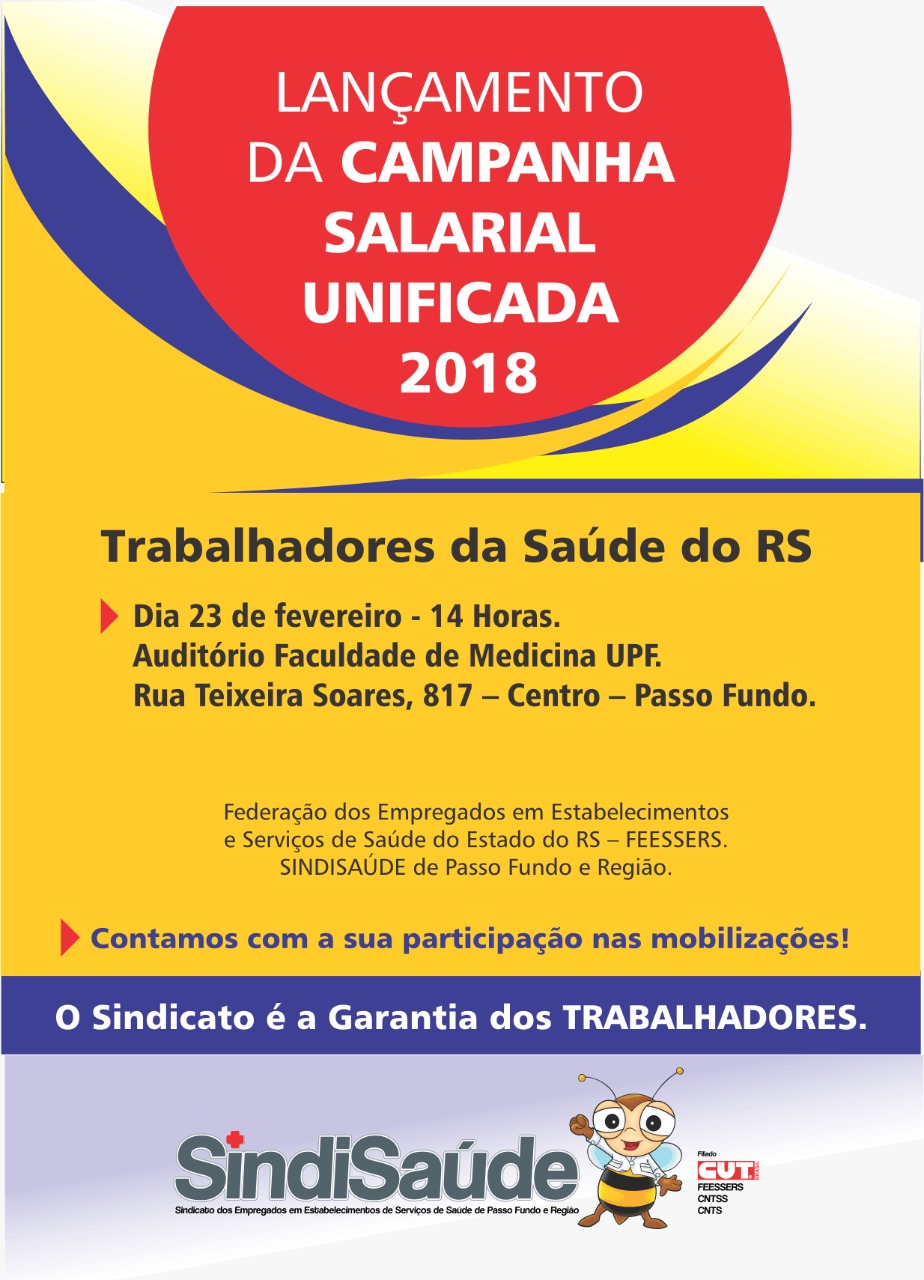 LANÇAMENTO
DA CAMPANHA
SALARIAL
UNIFICADA
2018
Trabalhadores da Saúde do RS
Dia 23 de fevereiro - 14 Horas.
Auditório Faculdade de Medicina UPF.
Rua Teixeira Soares, 817 – Centro – Passo Fundo.
Federação dos Empregados em Estabelecimentos
e Serviços de Saúde do Estado do RS – FEESSERS.
SINDISAÚDE de Passo Fundo e Região.
Contamos com a sua participação nas mobilizações!
O Sindicato é a Garantia dos TRABALHADORES.
SindiSaúde
Sindicato dos Empregados em Estabelecimentos de Serviços de Saúde de Passo Fundo e Região
Filiado
CUT BRASIL
FEESSERS
CNTSS
CNTS